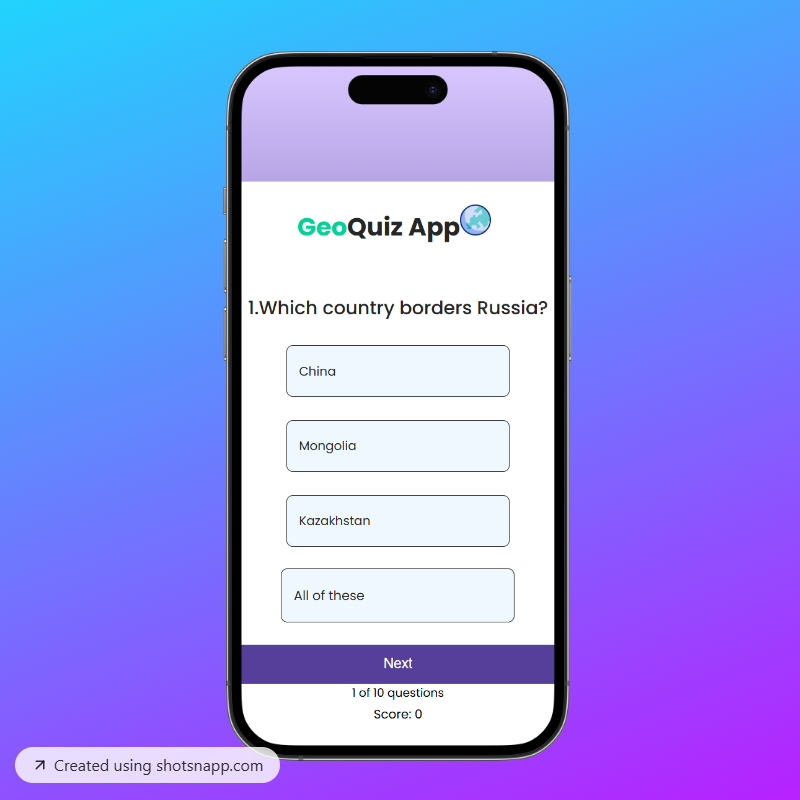 GeoQuiz App
1.Which country borders Russia?
China
Mongolia
Kazakhstan
All of these
Next
1 of 10 questions
Score: 0
Created using shotsnapp.com